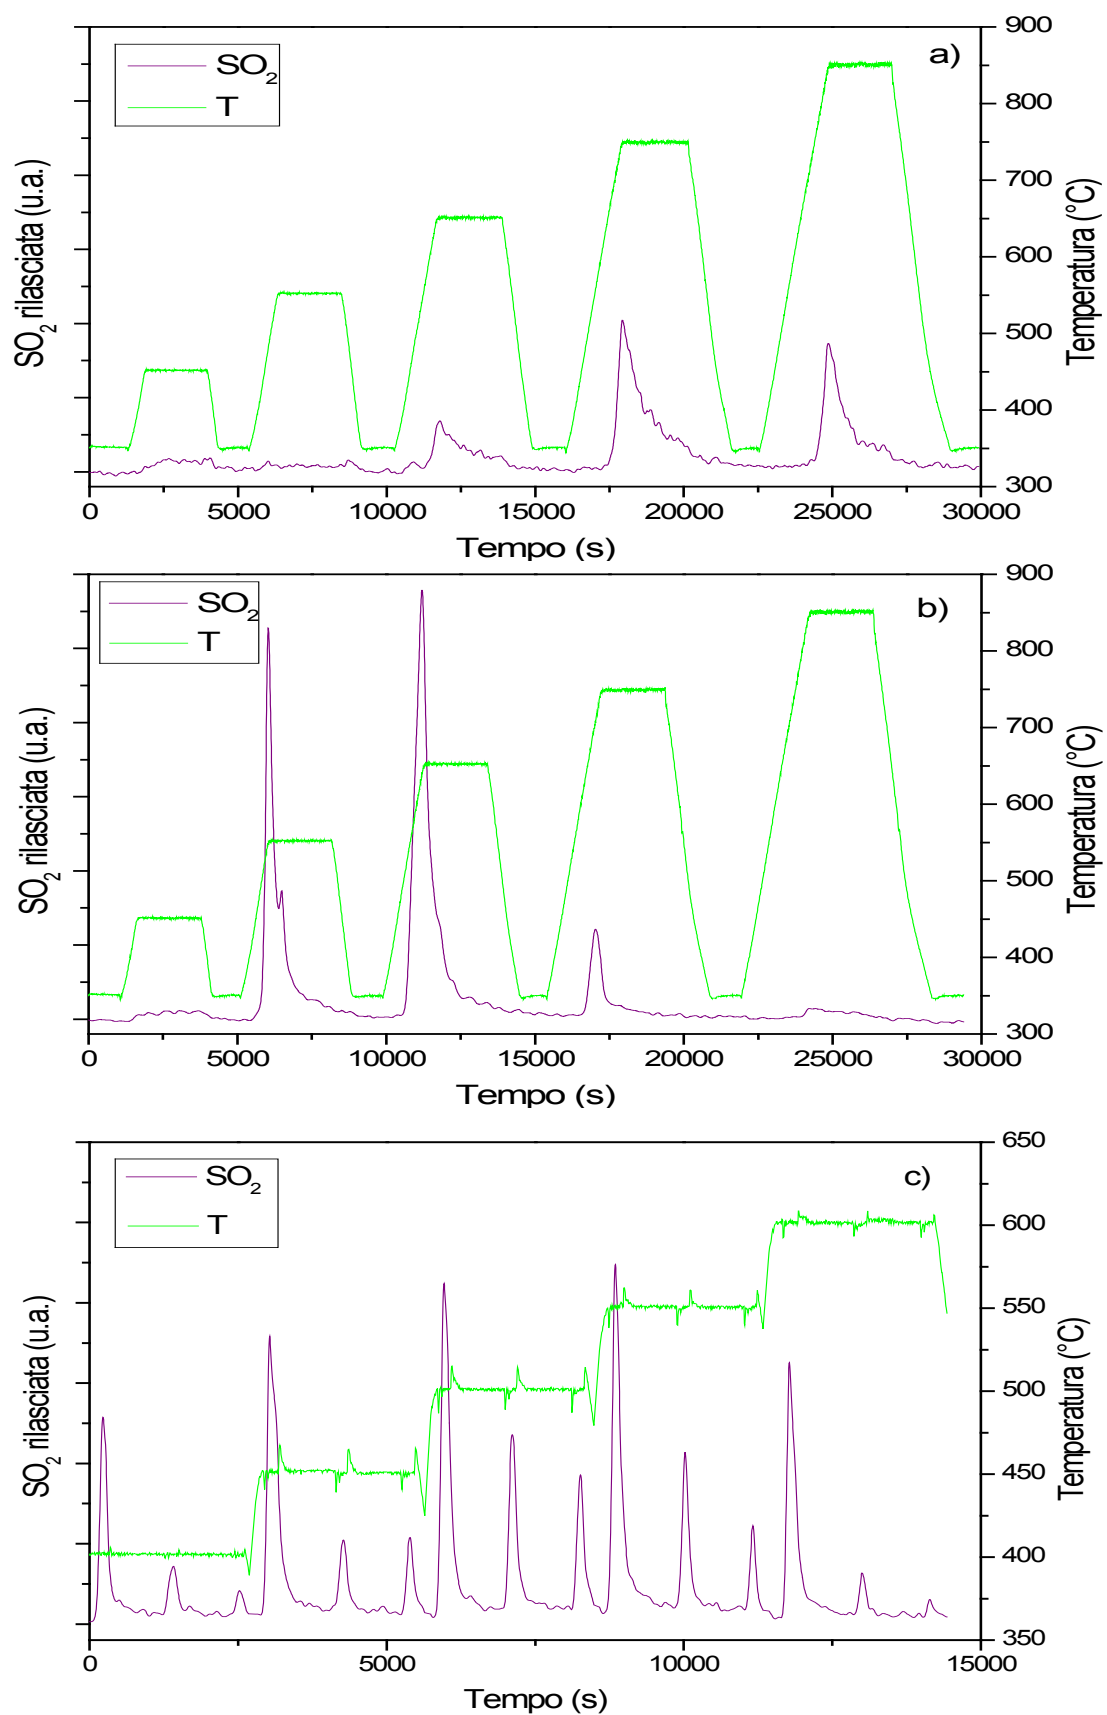 a)
SO2
T
SO2 rilasciata (u.a.)
900
800
700
600
500
400
300
Temperatura (°C)
0 5000 10000 15000 20000 25000 30000
Tempo (s)
b)
SO2
T
SO2 rilasciata (u.a.)
900
800
700
600
500
400
300
Temperatura (°C)
0 5000 10000 15000 20000 25000 30000
Tempo (s)
c)
SO2
T
SO2 rilasciata (u.a.)
650
600
550
500
450
400
350
Temperatura (°C)
0 5000 10000 15000
Tempo (s)